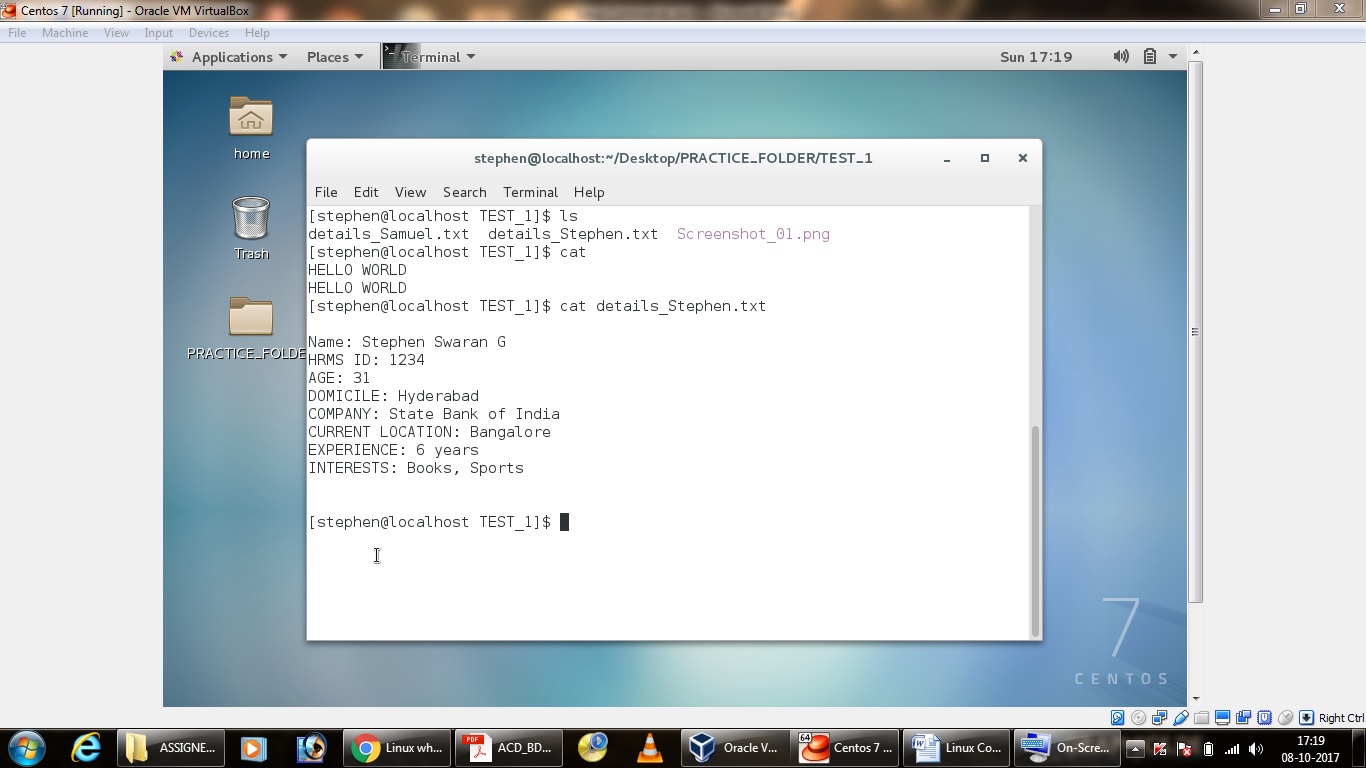 Centos 7 [Running] - Oracle VM VirtualBox
File Machine View Input Devices Help
Applications Places Terminal Sun 17:19
home
Trash
PRACTICE_FOLDE
stephen@localhost:~/Desktop/PRACTICE_FOLDER/TEST_1
File Edit View Search Terminal Help
[stephen@localhost TEST_1]$ ls
details_Samuel.txt details_Stephen.txt Screenshot_01.png
[stephen@localhost TEST_1]$ cat
HELLO WORLD
HELLO WORLD
[stephen@localhost TEST_1]$ cat details_Stephen.txt
Name: Stephen Swaran G
HRMS ID: 1234
AGE: 31
DOMICILE: Hyderabad
COMPANY: State Bank of India
CURRENT LOCATION: Bangalore
EXPERIENCE: 6 years
INTERESTS: Books, Sports
[stephen@localhost TEST_1]$
7
CENTOS
Right Ctrl
ASSIGNE... Linux wh... ACD_BD... Oracle V... 64 Centos 7 ... Linux Co... On-Scre... 17:19
08-10-2017